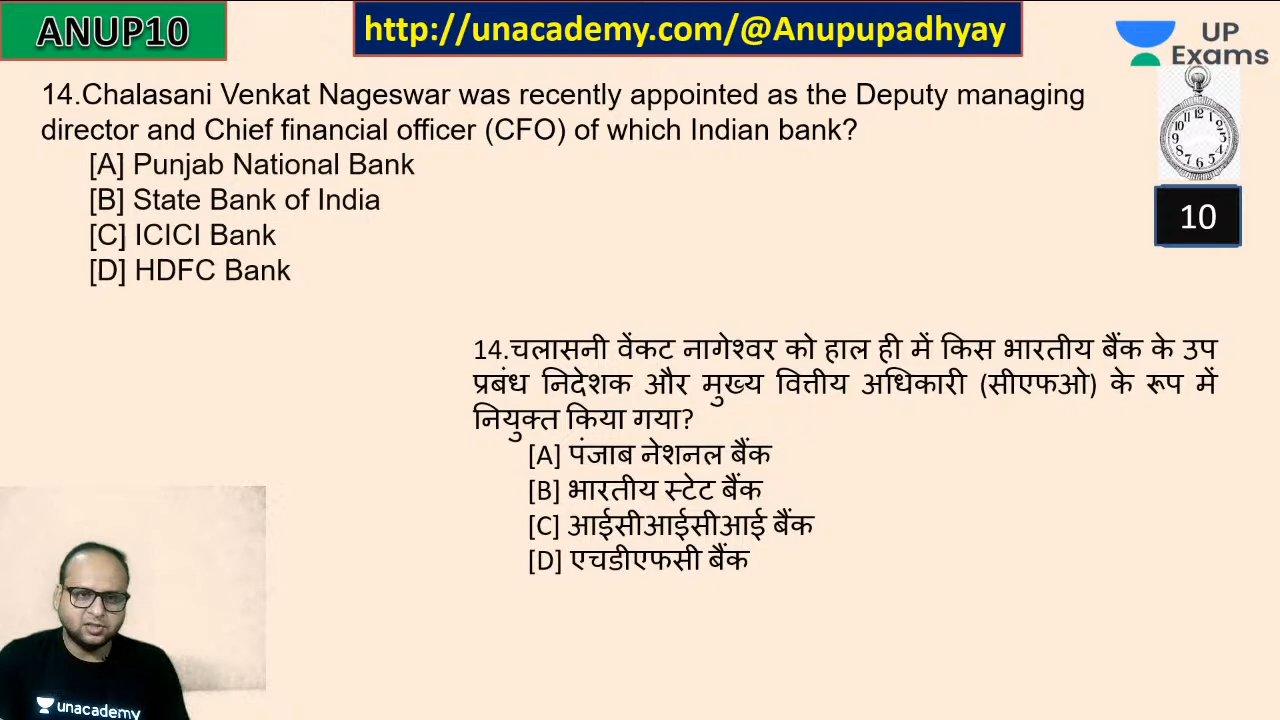 ANUP10
http://unacademy.com/@Anupupadhyay
UP
Exams
14.Chalasani Venkat Nageswar was recently appointed as the Deputy managing
director and Chief financial officer (CFO) of which Indian bank?
[A] Punjab National Bank
[B] State Bank of India
[C] ICICI Bank
[D] HDFC Bank
10
14.चलासनी वेंकट नागेश्वर को हाल ही में किस भारतीय बैंक के उप
प्रबंध निदेशक और मुख्य वित्तीय अधिकारी (सीएफओ) के रूप में
नियुक्त किया गया?
[A] पंजाब नेशनल बैंक
[B] भारतीय स्टेट बैंक
[C] आईसीआईसीआई बैंक
[D] एचडीएफसी बैंक
unacademy